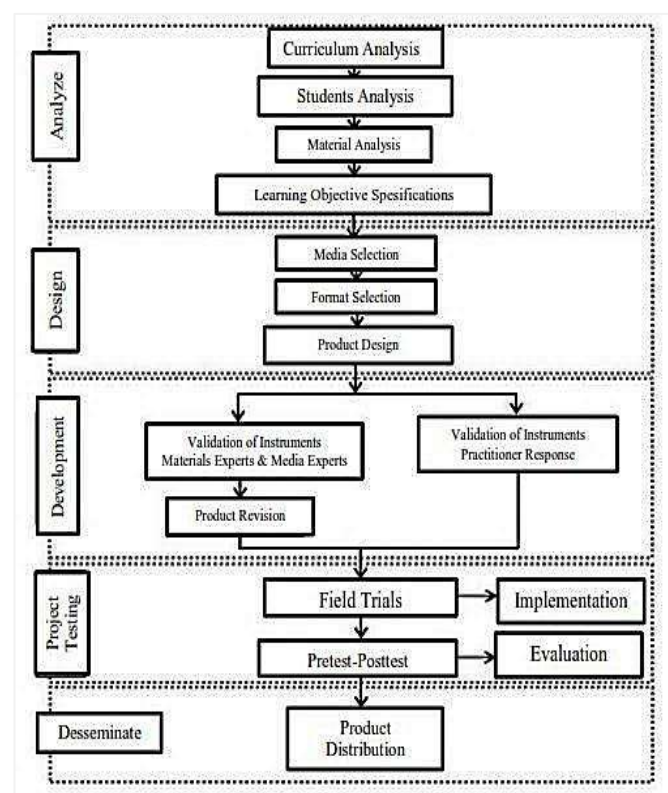 Analyze
Curriculum Analysis
Students Analysis
Material Analysis
Learning Objective Spesifications
Design
Media Selection
Format Selection
Product Design
Development
Validation of Instruments
Materials Experts & Media Experts
Validation of Instruments
Practitioner Response
Product Revision
Project
Testing
Field Trials
Implementation
Pretest-Posttest
Evaluation
Desseminate
Product
Distribution